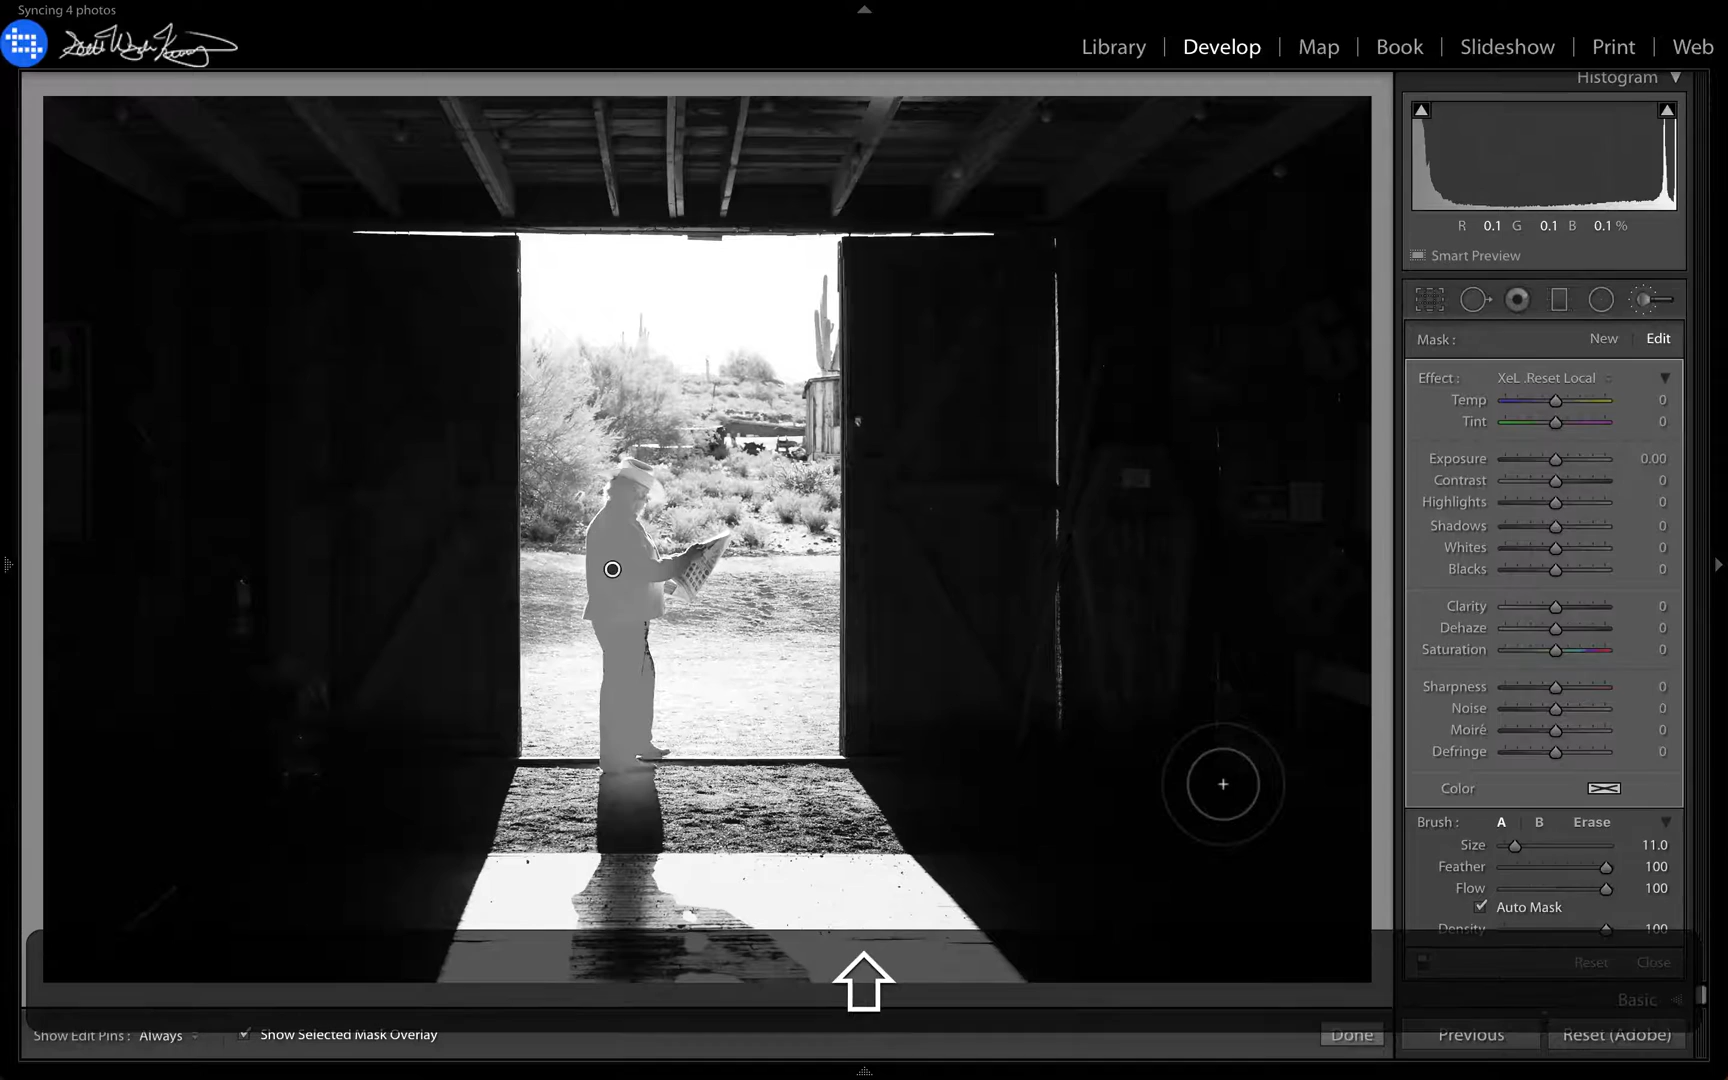 Syncing 4 photos
Library | Develop | Map | Book | Slideshow | Print | Web
Histogram
R 0.1 G 0.1 B 0.1 %
Smart Preview
Mask : New | Edit
Effect : XeL .Reset Local
Temp 0
Tint 0
Exposure 0.00
Contrast 0
Highlights 0
Shadows 0
Whites 0
Blacks 0
Clarity 0
Dehaze 0
Saturation 0
Sharpness 0
Noise 0
Moiré 0
Defringe 0
Color
Brush : A | B Erase
Size 11.0
Feather 100
Flow 100
Auto Mask
Density 100
Reset Close
Basic
Show Edit Pins : Always Show Selected Mask Overlay Done Previous Reset (Adobe)